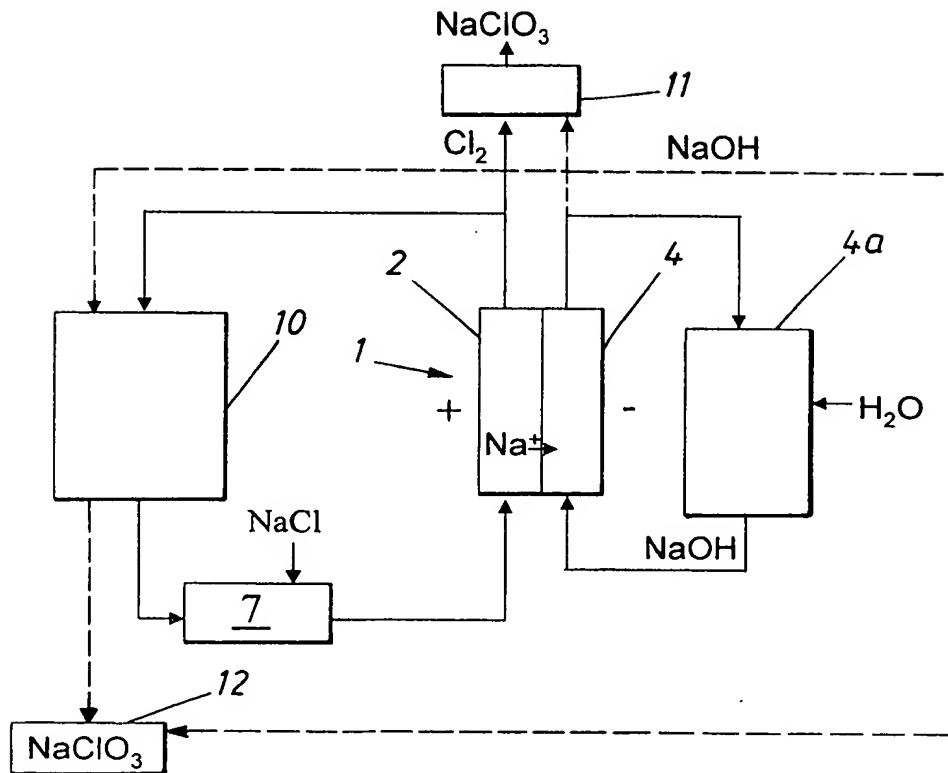 NaClO₃
11
Cl₂
NaOH
2
4
4a
10
1
+
-
H₂O
Na⁺
NaCl
NaOH
7
12
NaClO₃